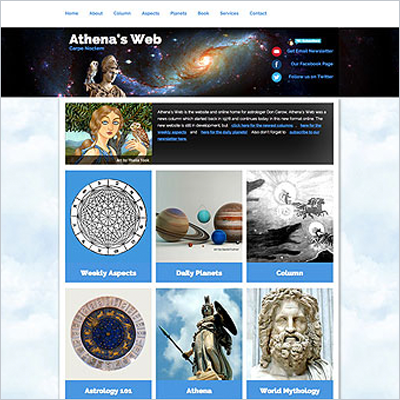 Home About Column Aspects Planets Book Services Contact
Athena's Web
Carpe Noctem
Get Email Newsletter
Our Facebook Page
Follow us on Twitter
Athena's Web is the website and online home for astrologer Don Cerow. Athena's Web was a
news column which started back in and continues today in this new format online. The
new website is still in development, but click here for the newest columns , here for the
weekly aspects and here for the daily planets! Also don't forget to subscribe to our
newsletter here.
Art by
Weekly Aspects
Daily Planets
Column
Astrology 101
Athena
World Mythology